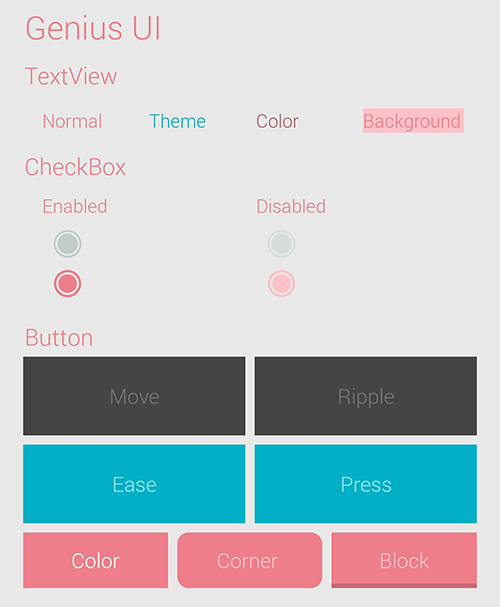 Genius UI
TextView
Normal Theme Color Background
CheckBox
Enabled Disabled
Button
Move Ripple
Ease Press
Color Corner Block